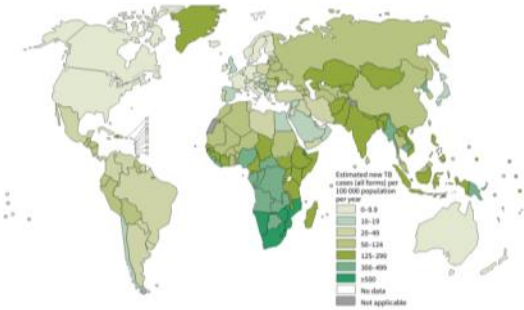 Estimated new TB
cases (all forms) per
100 000 population
per year
0–9.9
10–19
20–49
50–124
125–299
300–499
≥500
No data
Not applicable